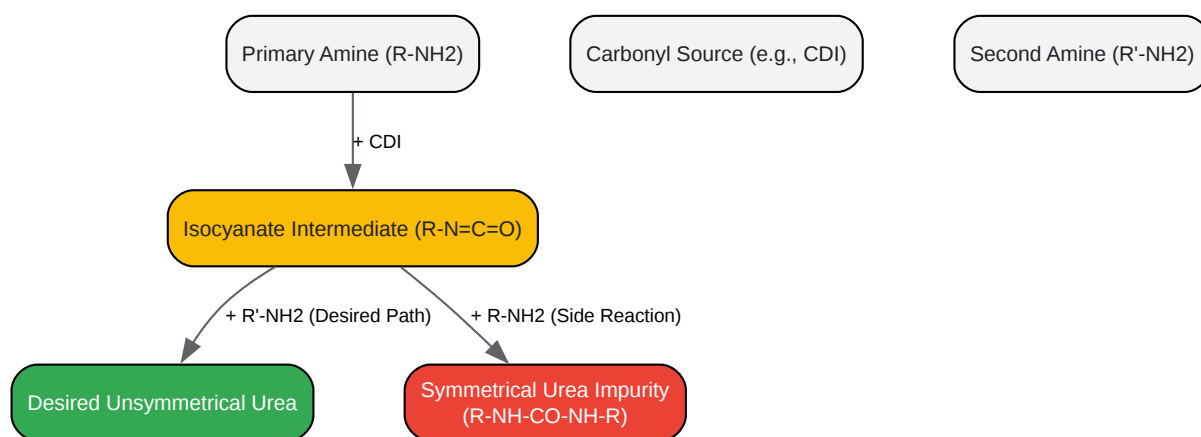 Primary Amine (R-NH2)
Carbonyl Source (e.g., CDI)
Second Amine (R'-NH2)
+ CDI
Isocyanate Intermediate (R-N=C=O)
+ R'-NH2 (Desired Path)
+ R-NH2 (Side Reaction)
Desired Unsymmetrical Urea
Symmetrical Urea Impurity
(R-NH-CO-NH-R)